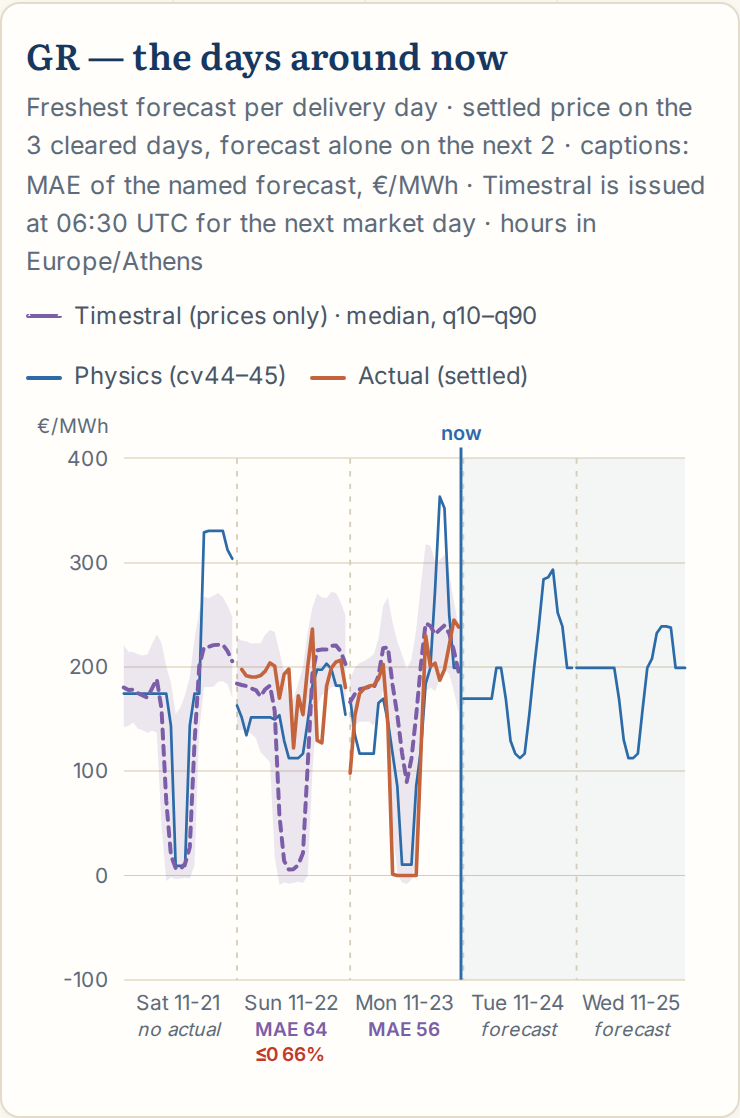 GR — the days around now
Freshest forecast per delivery day · settled price on the
3 cleared days, forecast alone on the next 2 · captions:
MAE of the named forecast, €/MWh · Timestral is issued
at 06:30 UTC for the next market day · hours in
Europe/Athens
Timestral (prices only) · median, q10–q90
Physics (cv44–45) Actual (settled)
€/MWh
now
400
300
200
100
0
-100
Sat 11-21 Sun 11-22 Mon 11-23 Tue 11-24 Wed 11-25
no actual MAE 64 MAE 56 forecast forecast
≤0 66%